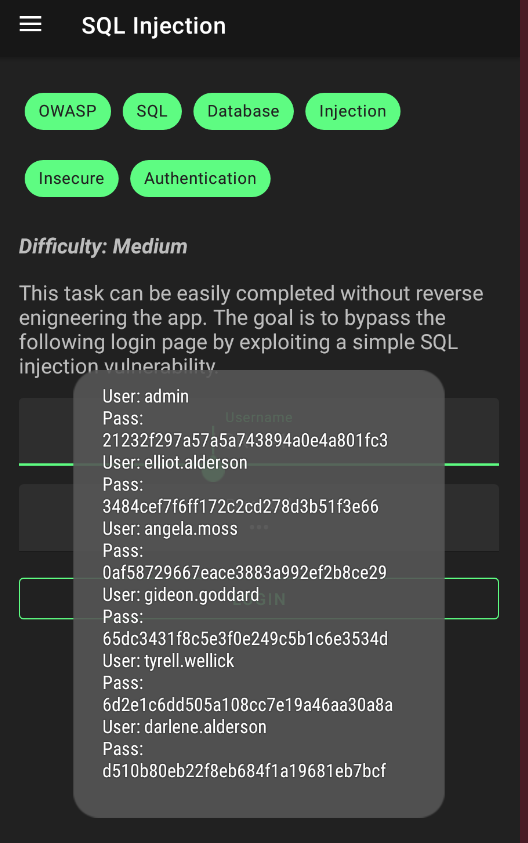 SQL Injection
OWASP SQL Database Injection
Insecure Authentication
Difficulty: Medium
This task can be easily completed without reverse
enigneering the app. The goal is to bypass the
following login page by exploiting a simple SQL
injection vulnerability.
Username
LOGIN
User: admin
Pass:
21232f297a57a5a743894a0e4a801fc3
User: elliot.alderson
Pass:
3484cef7f6ff172c2cd278d3b51f3e66
User: angela.moss
Pass:
0af58729667eace3883a992ef2b8ce29
User: gideon.goddard
Pass:
65dc3431f8c5e3f0e249c5b1c6e3534d
User: tyrell.wellick
Pass:
6d2e1c6dd505a108cc7e19a46aa30a8a
User: darlene.alderson
Pass:
d510b80eb22f8eb684f1a19681eb7bcf